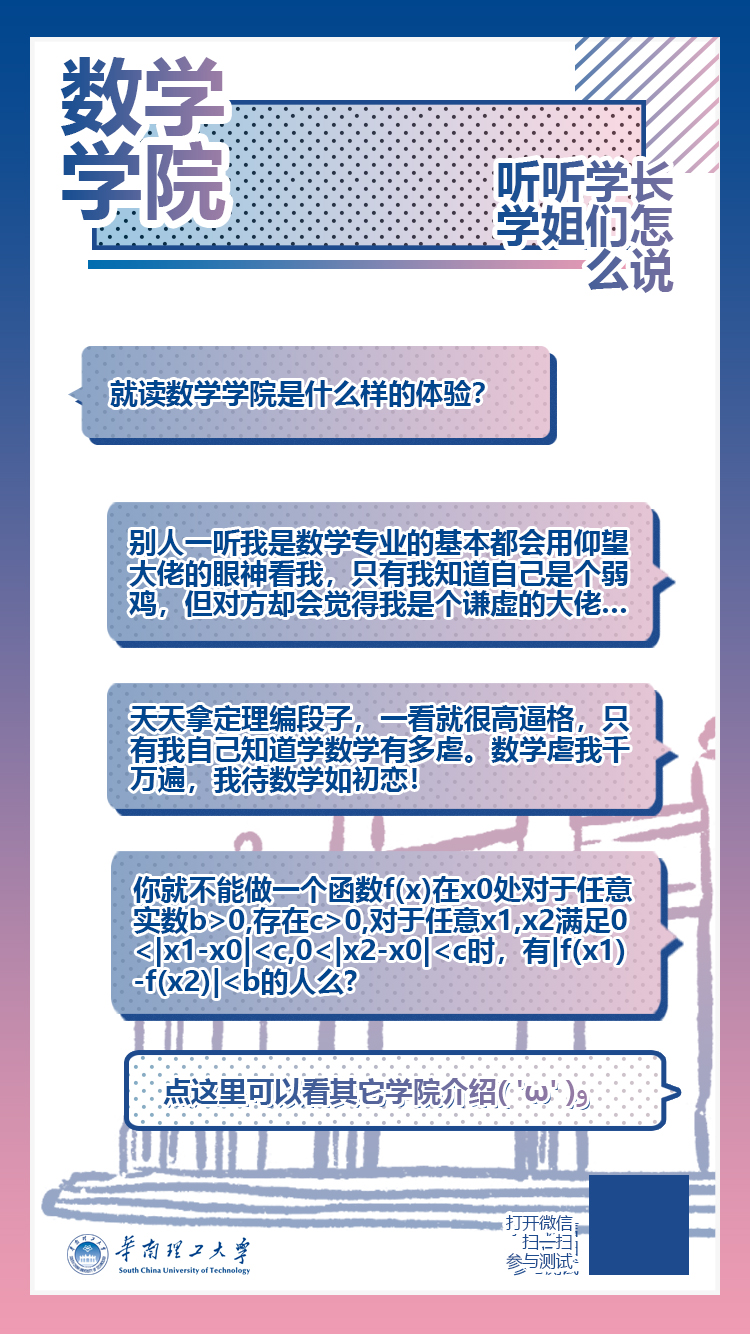 数学
学院
听听学长
学姐们怎
么说
就读数学学院是什么样的体验?
别人一听我是数学专业的基本都会用仰望
大佬的眼神看我，只有我知道自己是个弱
鸡，但对方却会觉得我是个谦虚的大佬...
天天拿定理编段子，一看就很高逼格，只
有我自己知道学数学有多虐。数学虐我千
万遍，我待数学如初恋!
你就不能做一个函数f(x)在x0处对于任意
实数b>0,存在c>0,对于任意x1,x2满足0
<|x1-x0|<c,0<|x2-x0|<c时，有|f(x1)
-f(x2)|<b的人么?
点这里可以看其它学院介绍( 'ω' )و
华南理工大学
South China University of Technology
打开微信
扫一扫
参与测试